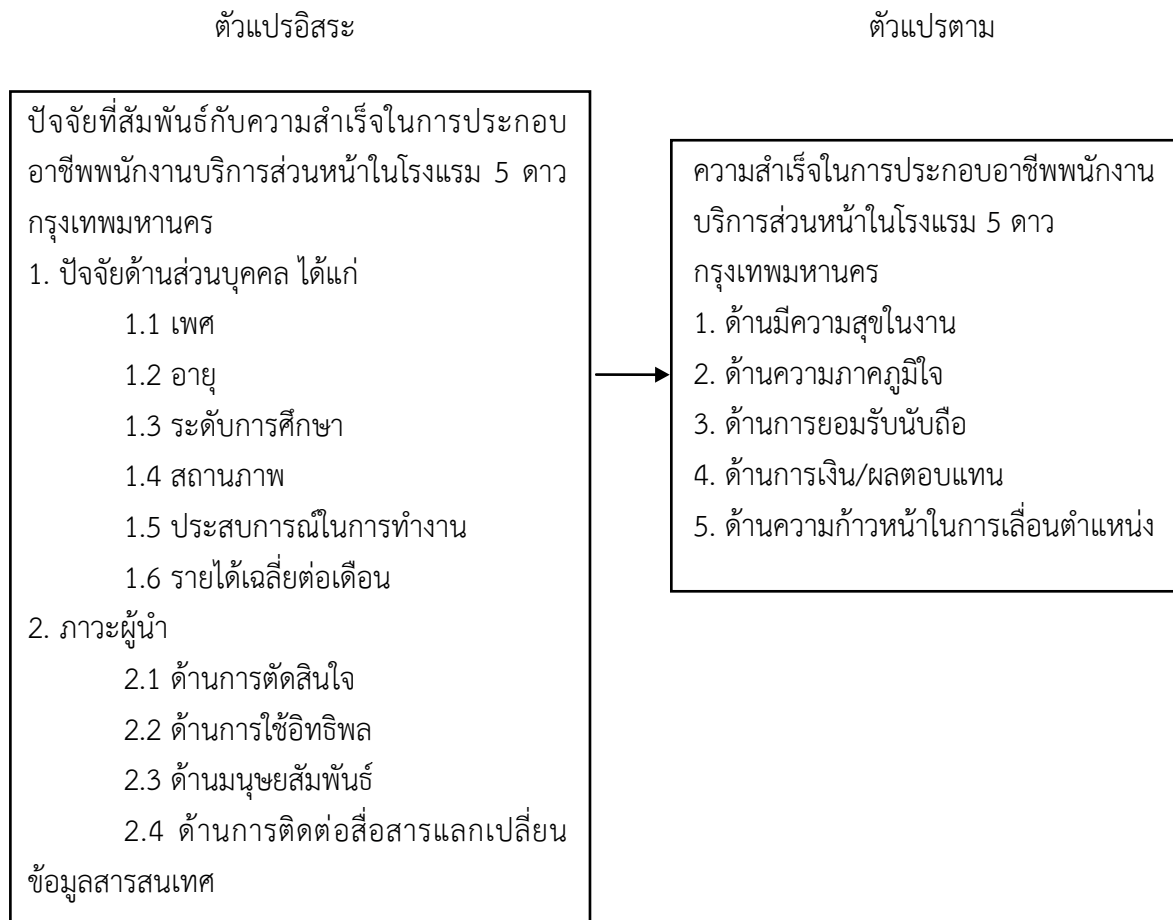 ตัวแปรอิสระ
ตัวแปรตาม
ปัจจัยที่สัมพันธ์กับความสำเร็จในการประกอบ
อาชีพพนักงานบริการส่วนหน้าในโรงแรม 5 ดาว
กรุงเทพมหานคร
1. ปัจจัยด้านส่วนบุคคล ได้แก่
1.1 เพศ
1.2 อายุ
1.3 ระดับการศึกษา
1.4 สถานภาพ
1.5 ประสบการณ์ในการทำงาน
1.6 รายได้เฉลี่ยต่อเดือน
2. ภาวะผู้นำ
2.1 ด้านการตัดสินใจ
2.2 ด้านการใช้อิทธิพล
2.3 ด้านมนุษยสัมพันธ์
2.4 ด้านการติดต่อสื่อสารแลกเปลี่ยน
ข้อมูลสารสนเทศ
ความสำเร็จในการประกอบอาชีพพนักงาน
บริการส่วนหน้าในโรงแรม 5 ดาว
กรุงเทพมหานคร
1. ด้านมีความสุขในงาน
2. ด้านความภาคภูมิใจ
3. ด้านการยอมรับนับถือ
4. ด้านการเงิน/ผลตอบแทน
5. ด้านความก้าวหน้าในการเลื่อนตำแหน่ง